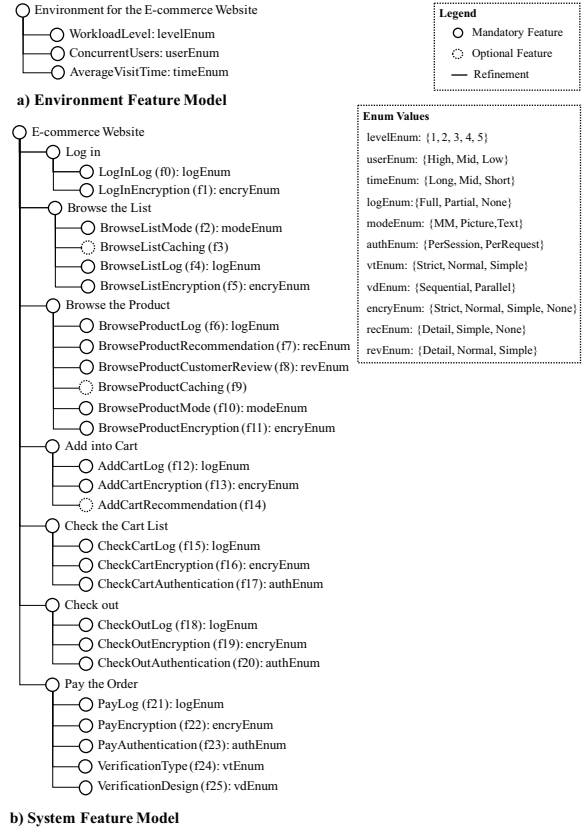 Environment for the E-commerce Website
WorkloadLevel: levelEnum
ConcurrentUsers: userEnum
AverageVisitTime: timeEnum
a) Environment Feature Model
Legend
Mandatory Feature
Optional Feature
Refinement
Enum Values
levelEnum: {1, 2, 3, 4, 5}
userEnum: {High, Mid, Low}
timeEnum: {Long, Mid, Short}
logEnum:{Full, Partial, None}
modeEnum: {MM, Picture,Text}
authEnum: {PerSession, PerRequest}
vtEnum: {Strict, Normal, Simple}
vdEnum: {Sequential, Parallel}
encryEnum: {Strict, Normal, Simple, None}
recEnum: {Detail, Simple, None}
revEnum: {Detail, Normal, Simple}
E-commerce Website
Log in
LogInLog (f0): logEnum
LogInEncryption (f1): encryEnum
Browse the List
BrowseListMode (f2): modeEnum
BrowseListCaching (f3)
BrowseListLog (f4): logEnum
BrowseListEncryption (f5): encryEnum
Browse the Product
BrowseProductLog (f6): logEnum
BrowseProductRecommendation (f7): recEnum
BrowseProductCustomerReview (f8): revEnum
BrowseProductCaching (f9)
BrowseProductMode (f10): modeEnum
BrowseProductEncryption (f11): encryEnum
Add into Cart
AddCartLog (f12): logEnum
AddCartEncryption (f13): encryEnum
AddCartRecommendation (f14)
Check the Cart List
CheckCartLog (f15): logEnum
CheckCartEncryption (f16): encryEnum
CheckCartAuthentication (f17): authEnum
Check out
CheckOutLog (f18): logEnum
CheckOutEncryption (f19): encryEnum
CheckOutAuthentication (f20): authEnum
Pay the Order
PayLog (f21): logEnum
PayEncryption (f22): encryEnum
PayAuthentication (f23): authEnum
VerificationType (f24): vtEnum
VerificationDesign (f25): vdEnum
b) System Feature Model